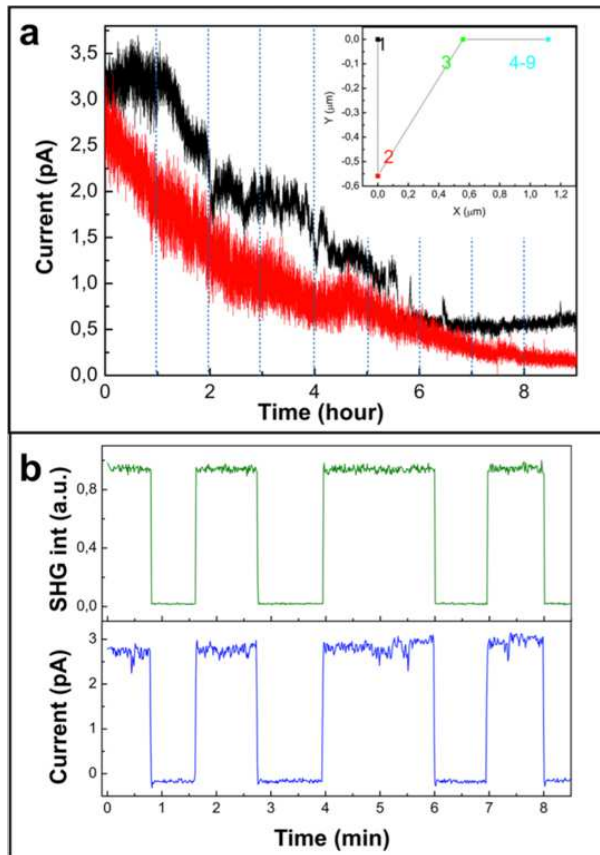 a
3,5
3,0
2,5
2,0
1,5
1,0
0,5
0,0
Current (pA)
0 2 4 6 8
Time (hour)
0,0
-0,1
-0,2
-0,3
-0,4
-0,5
-0,6
Y (μm)
0,0 0,2 0,4 0,6 0,8 1,0 1,2
X (μm)
1
2
3
4-9
b
0,8
0,4
0,0
SHG int (a.u.)
3
2
1
0
Current (pA)
0 1 2 3 4 5 6 7 8
Time (min)